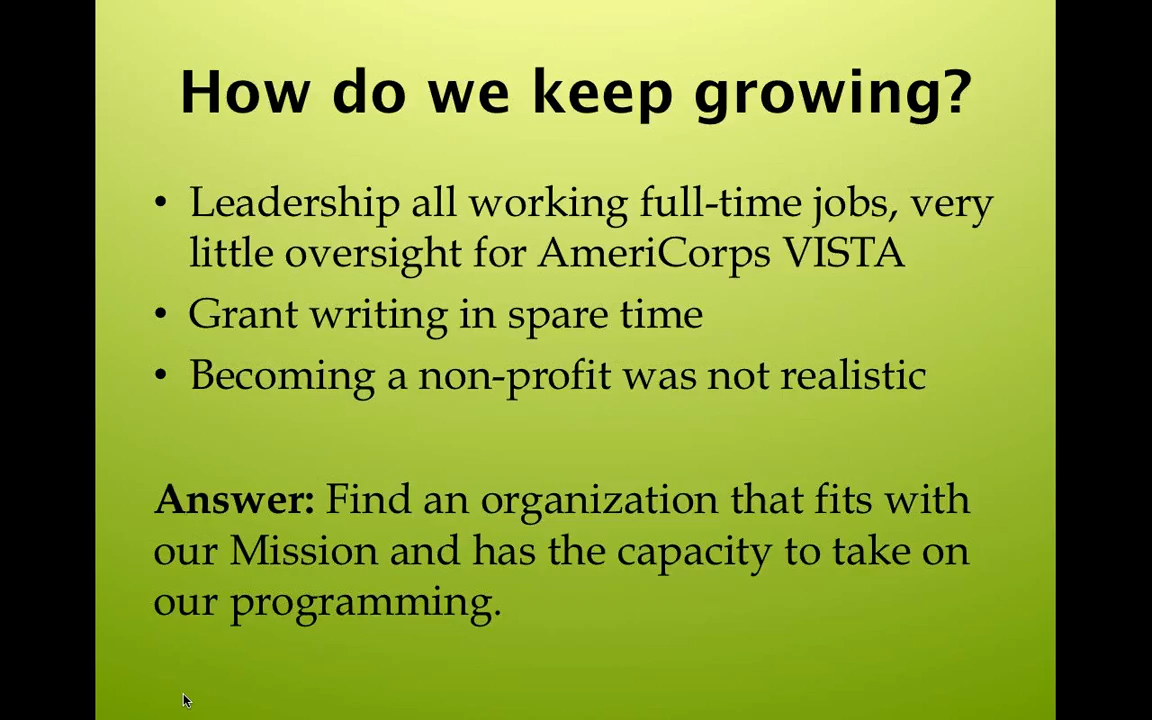 How do we keep growing?
• Leadership all working full-time jobs, very
little oversight for AmeriCorps VISTA
• Grant writing in spare time
• Becoming a non-profit was not realistic
Answer: Find an organization that fits with
our Mission and has the capacity to take on
our programming.